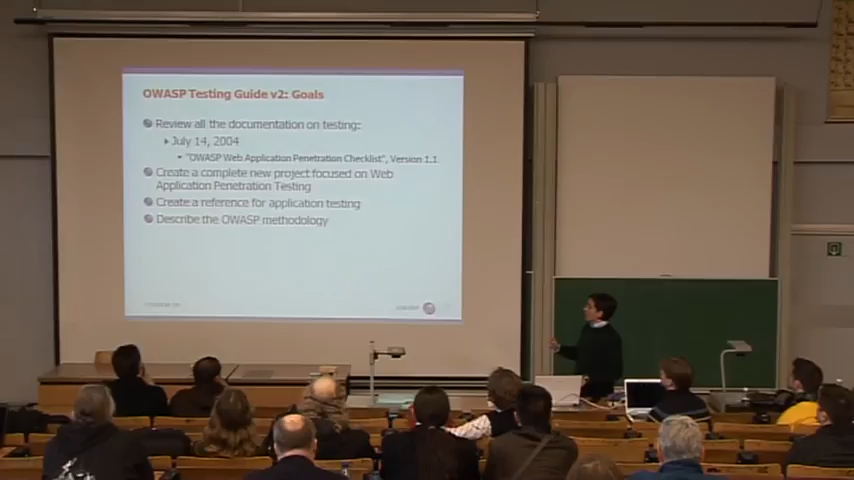 OWASP Testing Guide v2: Goals
Review all the documentation on testing:
July 14, 2004
"OWASP Web Application Penetration Checklist", Version 1.1
Create a complete new project focused on Web
Application Penetration Testing
Create a reference for application testing
Describe the OWASP methodology